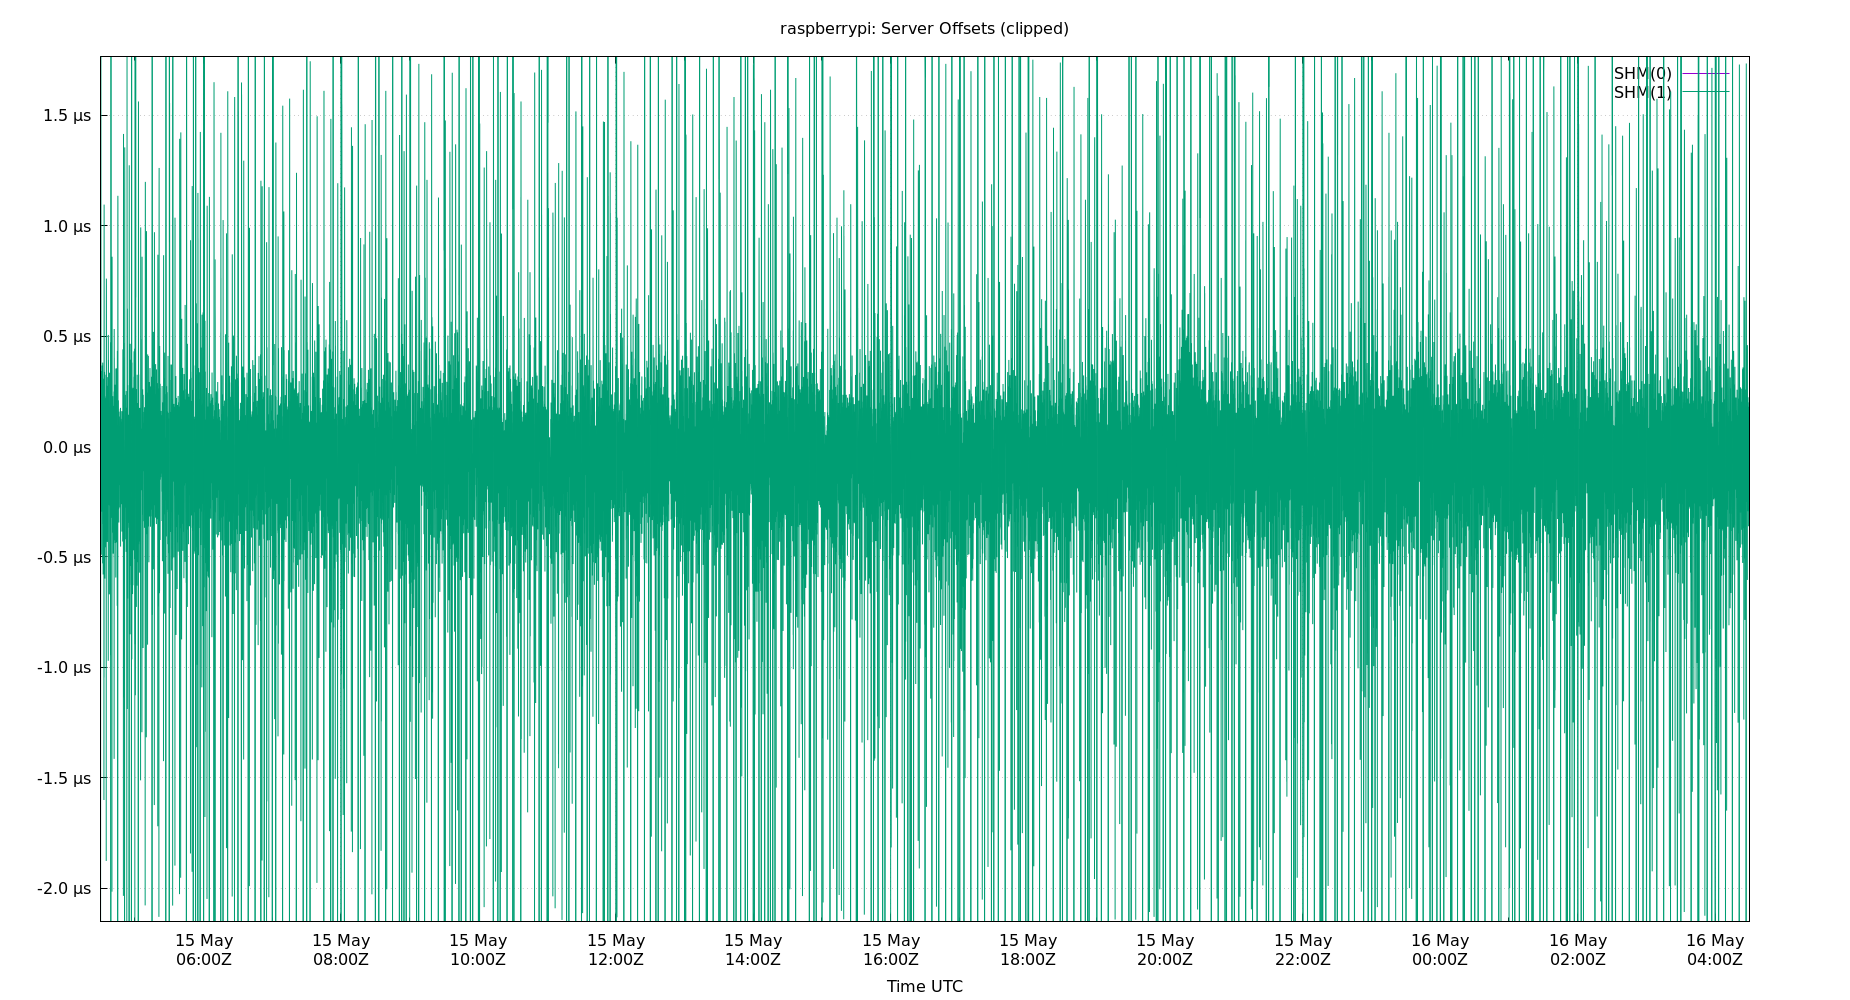 raspberrypi: Server Offsets (clipped)
SHM(0)
SHM(1)
1.5 µs
1.0 µs
0.5 µs
0.0 µs
-0.5 µs
-1.0 µs
-1.5 µs
-2.0 µs
15 May 15 May 15 May 15 May 15 May 15 May 15 May 15 May 15 May 16 May 16 May 16 May
06:00Z 08:00Z 10:00Z 12:00Z 14:00Z 16:00Z 18:00Z 20:00Z 22:00Z 00:00Z 02:00Z 04:00Z
Time UTC